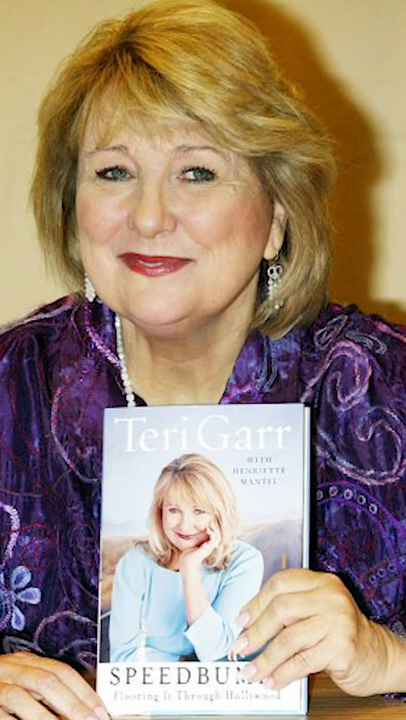 Teri Garr
WITH
HENRIETTE
MANTEL
SPEEDBUM
Flooring It Through Hollywood